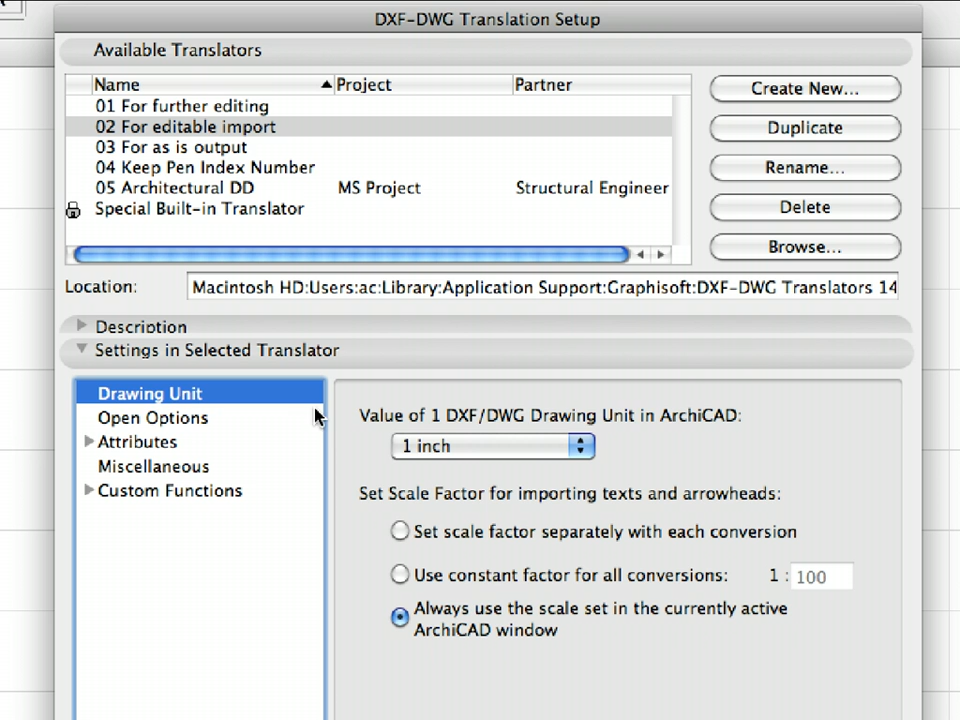 DXF-DWG Translation Setup
Available Translators
Name Project Partner
01 For further editing
02 For editable import
03 For as is output
04 Keep Pen Index Number
05 Architectural DD MS Project Structural Engineer
Special Built-in Translator
Create New...
Duplicate
Rename...
Delete
Browse...
Location: Macintosh HD:Users:ac:Library:Application Support:Graphisoft:DXF-DWG Translators 14
Description
Settings in Selected Translator
Drawing Unit
Open Options
Attributes
Miscellaneous
Custom Functions
Value of 1 DXF/DWG Drawing Unit in ArchiCAD:
1 inch
Set Scale Factor for importing texts and arrowheads:
Set scale factor separately with each conversion
Use constant factor for all conversions: 1 : 100
Always use the scale set in the currently active
ArchiCAD window